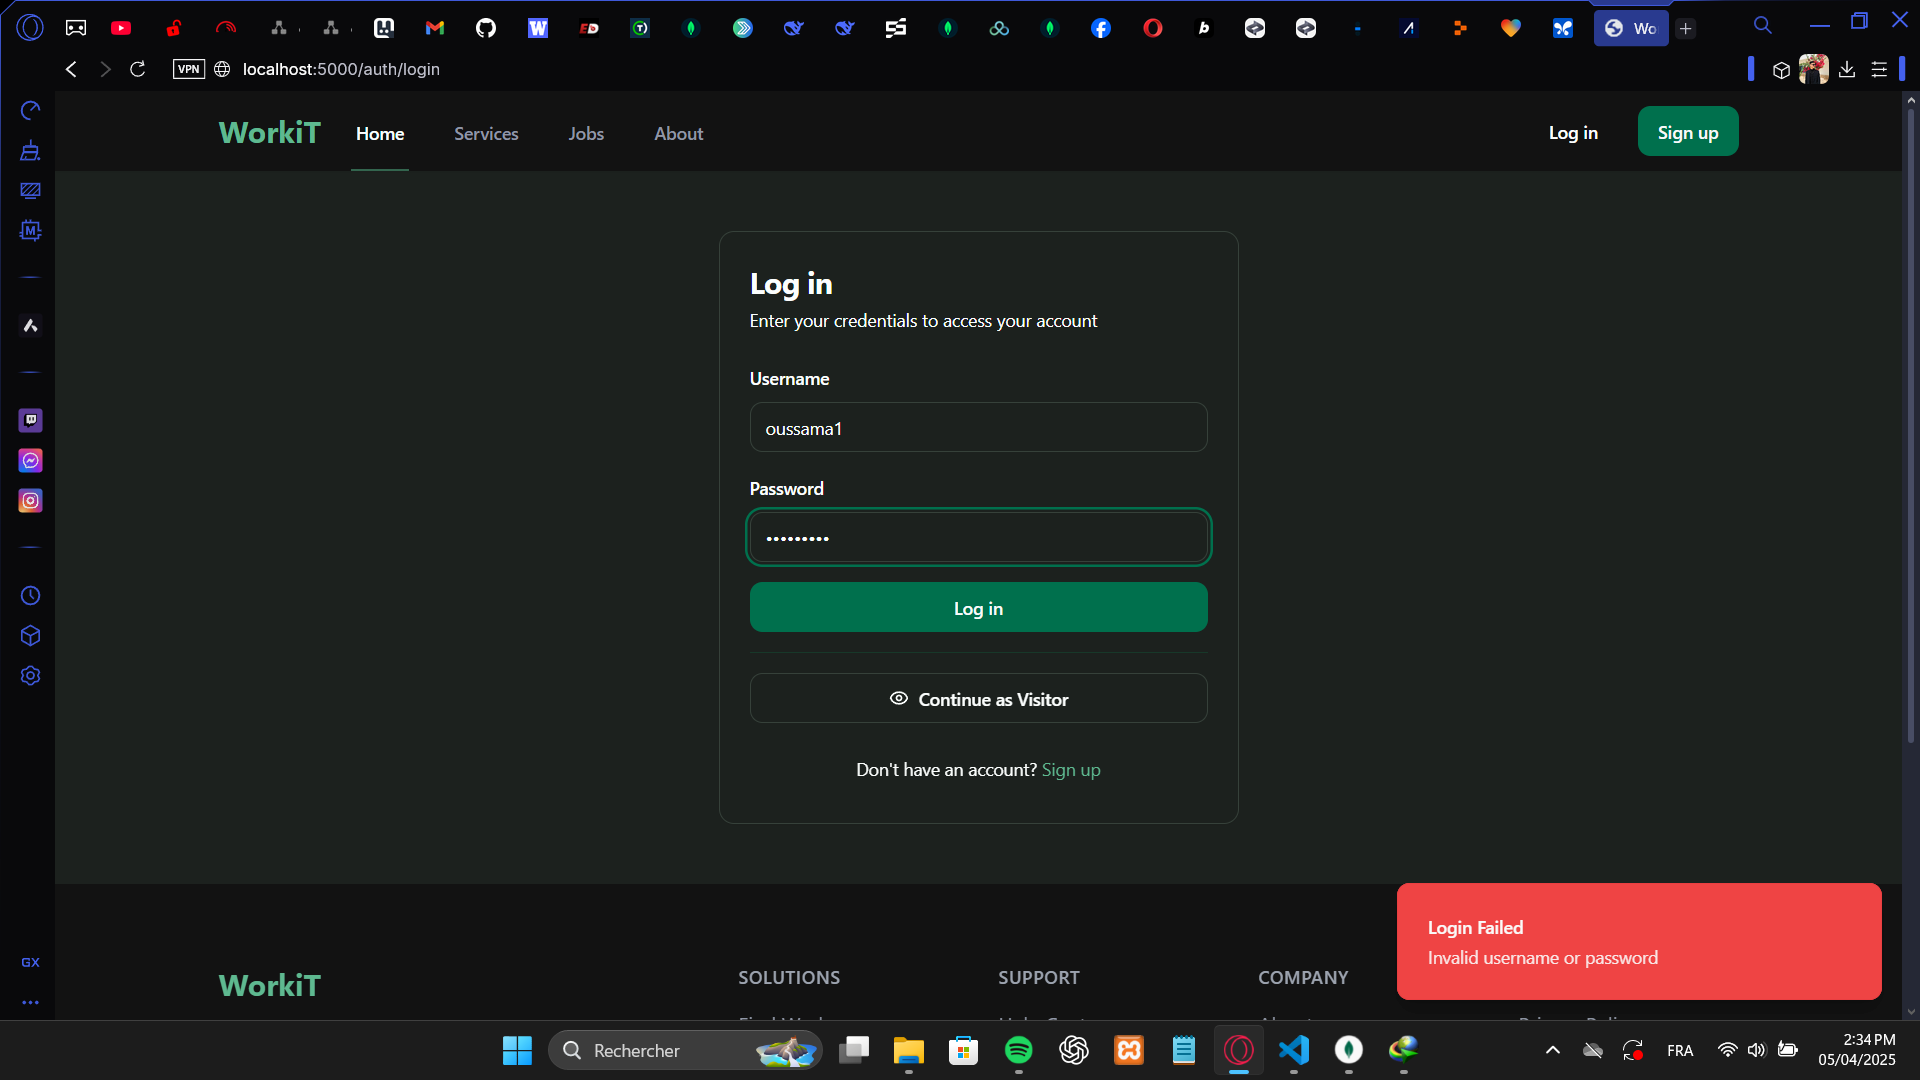 Wo
VPN
localhost:5000/auth/login
WorkiT
Home
Services
Jobs
About
Log in
Sign up
Log in
Enter your credentials to access your account
Username
oussama1
Password
•••••••••
Log in
Continue as Visitor
Don't have an account? Sign up
Login Failed
Invalid username or password
WorkiT
SOLUTIONS
SUPPORT
COMPANY
GX
Rechercher
FRA
2:34 PM
05/04/2025